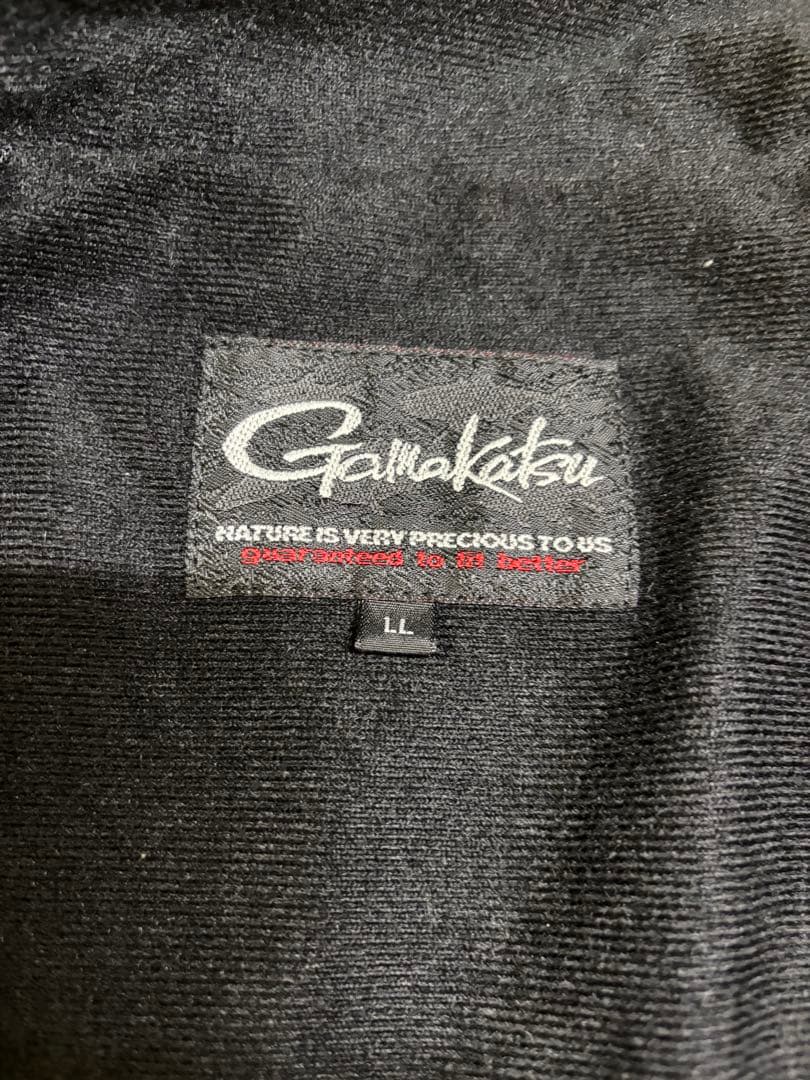 Gamakatsu
NATURE IS VERY PRECIOUS TO US
guaranteed to fit better
LL